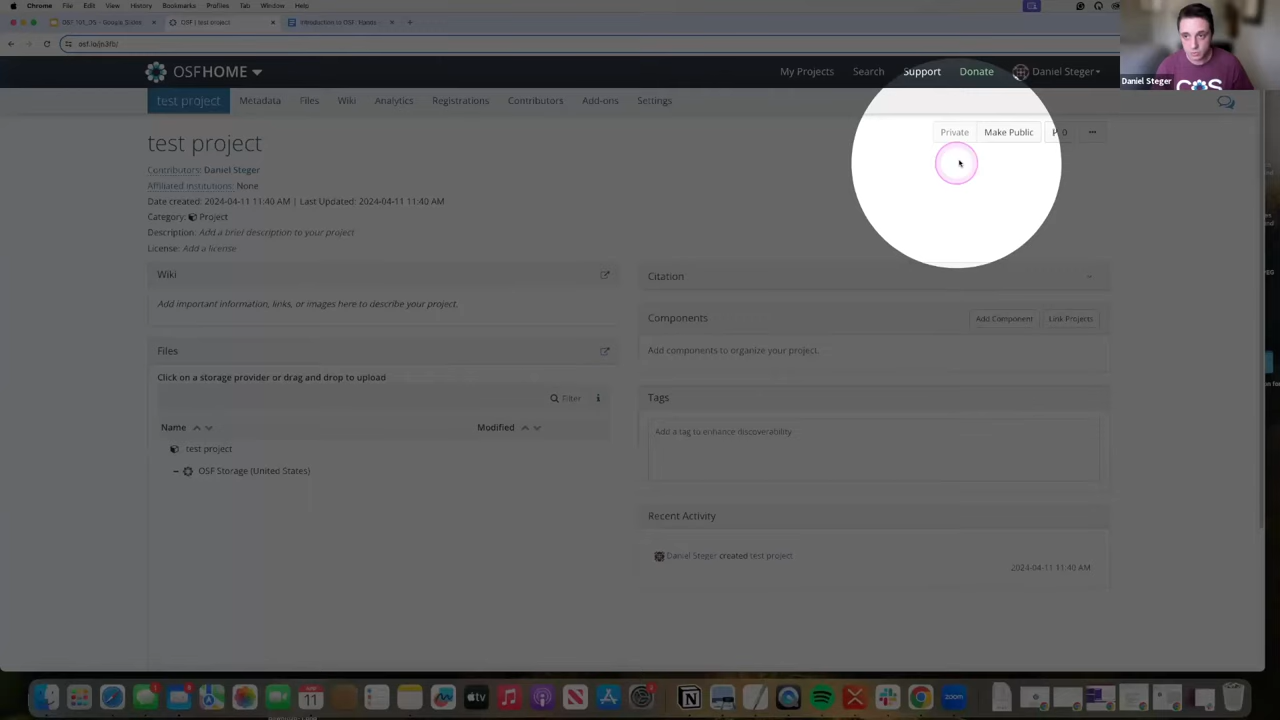 Chrome File Edit View History Bookmarks Profiles Tab Window Help
OSF 101_DS - Google Slides
OSF | test project
Introduction to OSF: Hands
osf.io/jn3fb/
OSFHOME
My Projects Search Support Donate Daniel Steger
Daniel Steger
test project Metadata Files Wiki Analytics Registrations Contributors Add-ons Settings
test project
Private Make Public 0
Contributors: Daniel Steger
Affiliated institutions: None
Date created: 2024-04-11 11:40 AM | Last Updated: 2024-04-11 11:40 AM
Category: Project
Description: Add a brief description to your project
License: Add a license
Wiki
Add important information, links, or images here to describe your project.
Files
Click on a storage provider or drag and drop to upload
Filter
Name Modified
test project
OSF Storage (United States)
Citation
Components Add Component Link Projects
Add components to organize your project.
Tags
Add a tag to enhance discoverability
Recent Activity
Daniel Steger created test project
2024-04-11 11:40 AM
11
tv
zoom